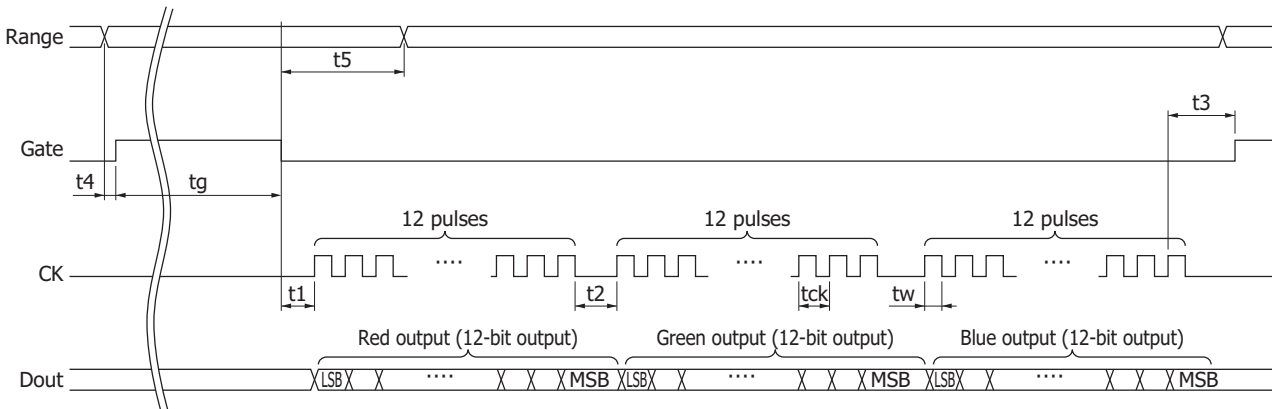 Range
t5
t3
Gate
t4
tg
12 pulses
12 pulses
12 pulses
CK
....
....
....
t1
t2
tck
tw
Red output (12-bit output)
Green output (12-bit output)
Blue output (12-bit output)
Dout
LSB
....
MSB
LSB
....
MSB
LSB
....
MSB